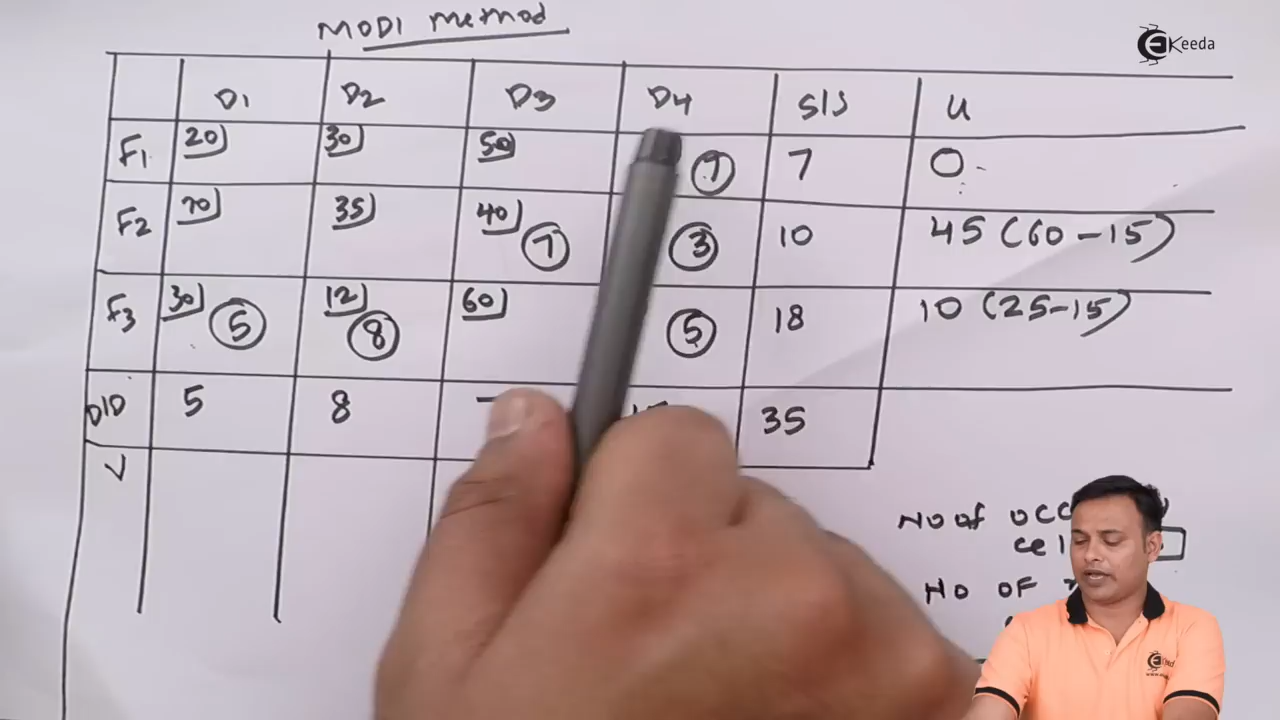 MODI Method
EKeeda
D1 D2 D3 D4 S/S U
F1 20 30 50 7 7 0
F2 70 35 40 7 3 10 45 (60-15)
F3 30 5 12 8 60 5 18 10 (25-15)
D/D 5 8 35
V
No of
cel
No OF